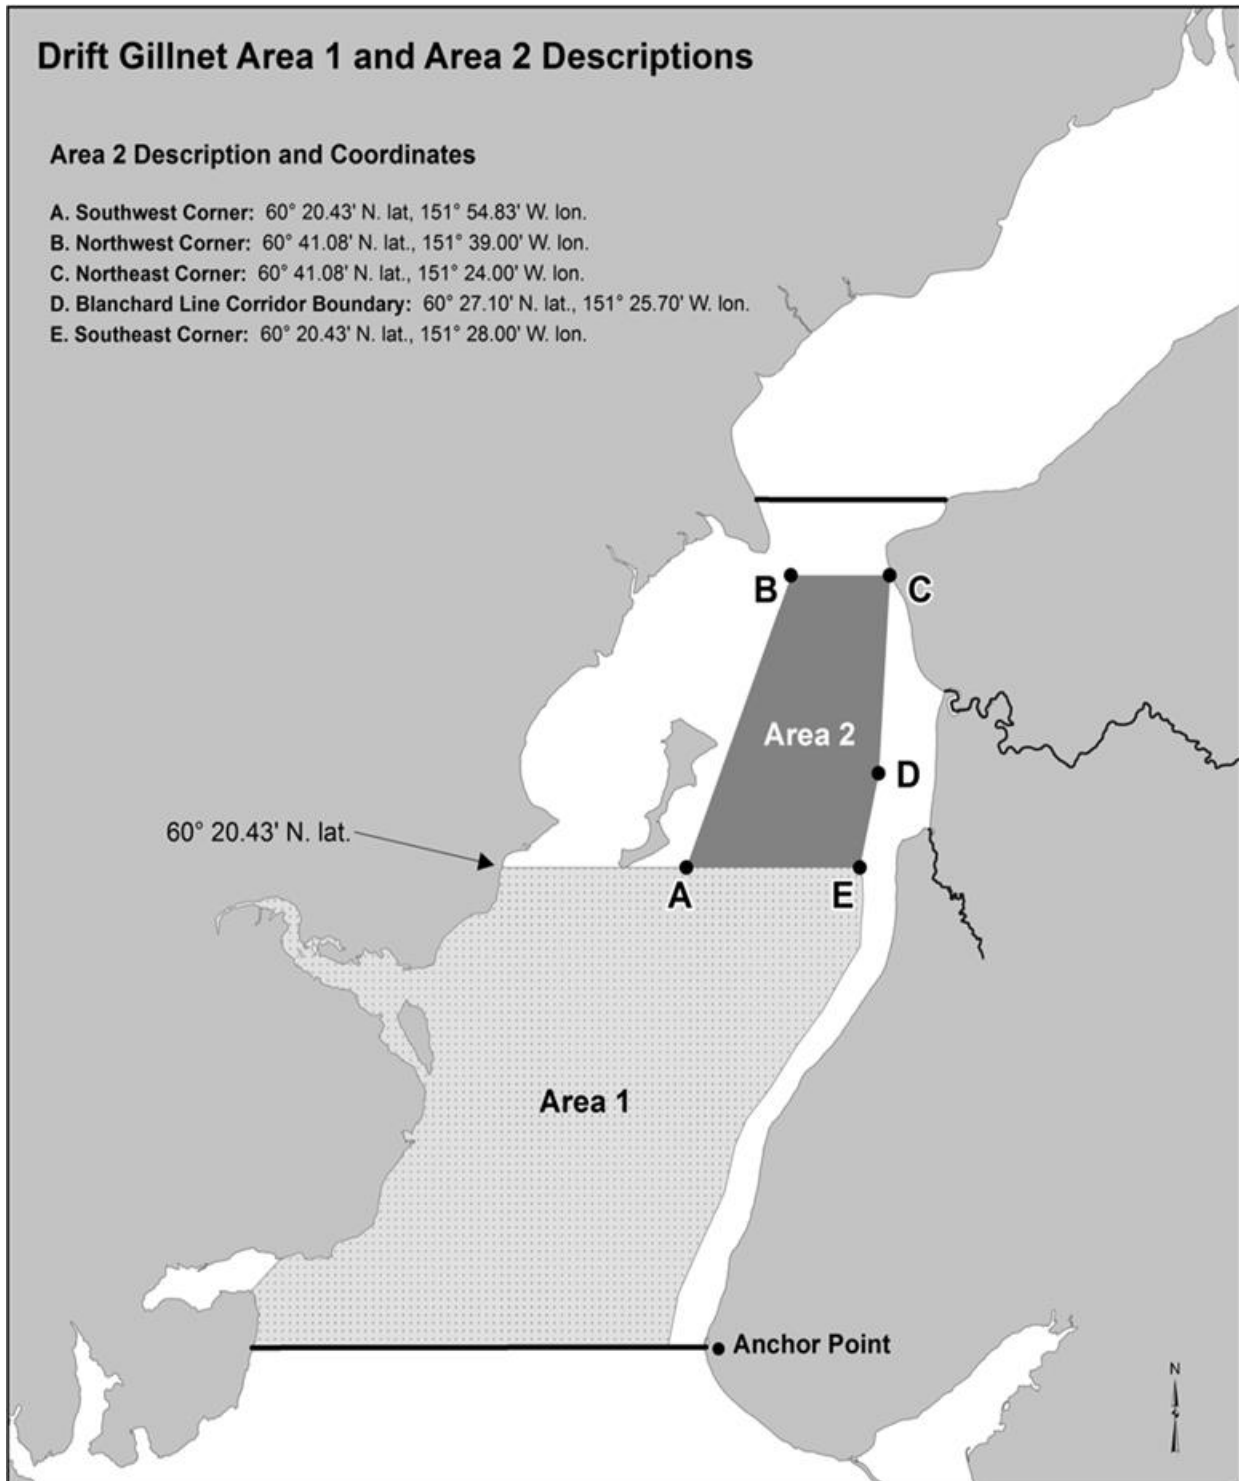 Drift Gillnet Area 1 and Area 2 Descriptions
Area 2 Description and Coordinates
A. Southwest Corner: 60° 20.43' N. lat, 151° 54.83' W. lon.
B. Northwest Corner: 60° 41.08' N. lat., 151° 39.00' W. lon.
C. Northeast Corner: 60° 41.08' N. lat., 151° 24.00' W. lon.
D. Blanchard Line Corridor Boundary: 60° 27.10' N. lat., 151° 25.70' W. lon.
E. Southeast Corner: 60° 20.43' N. lat., 151° 28.00' W. lon.
B
C
Area 2
D
60° 20.43' N. lat.
A
E
Area 1
Anchor Point
N